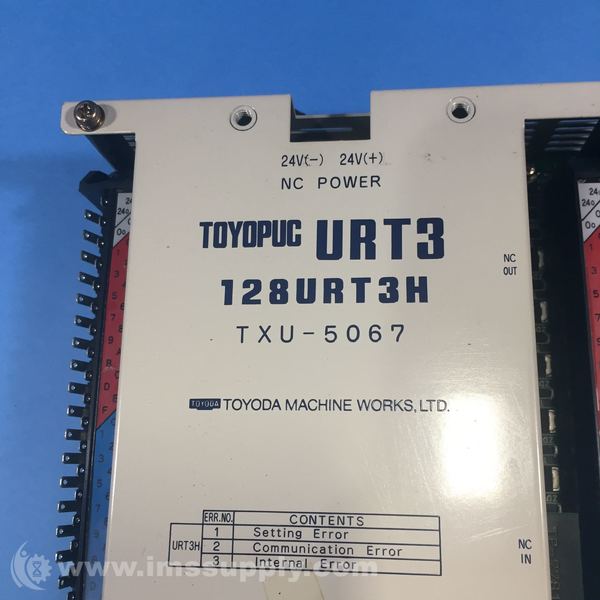 24V(-) 24V(+)
NC POWER
TOYOPUC URT3
128URT3H
TXU-5067
NC
OUT
TOYODA TOYODA MACHINE WORKS, LTD.
ERR.NO. CONTENTS
1 Setting Error
URT3H 2 Communication Error
3 Internal Error
NC
IN
© www.imssupply.com